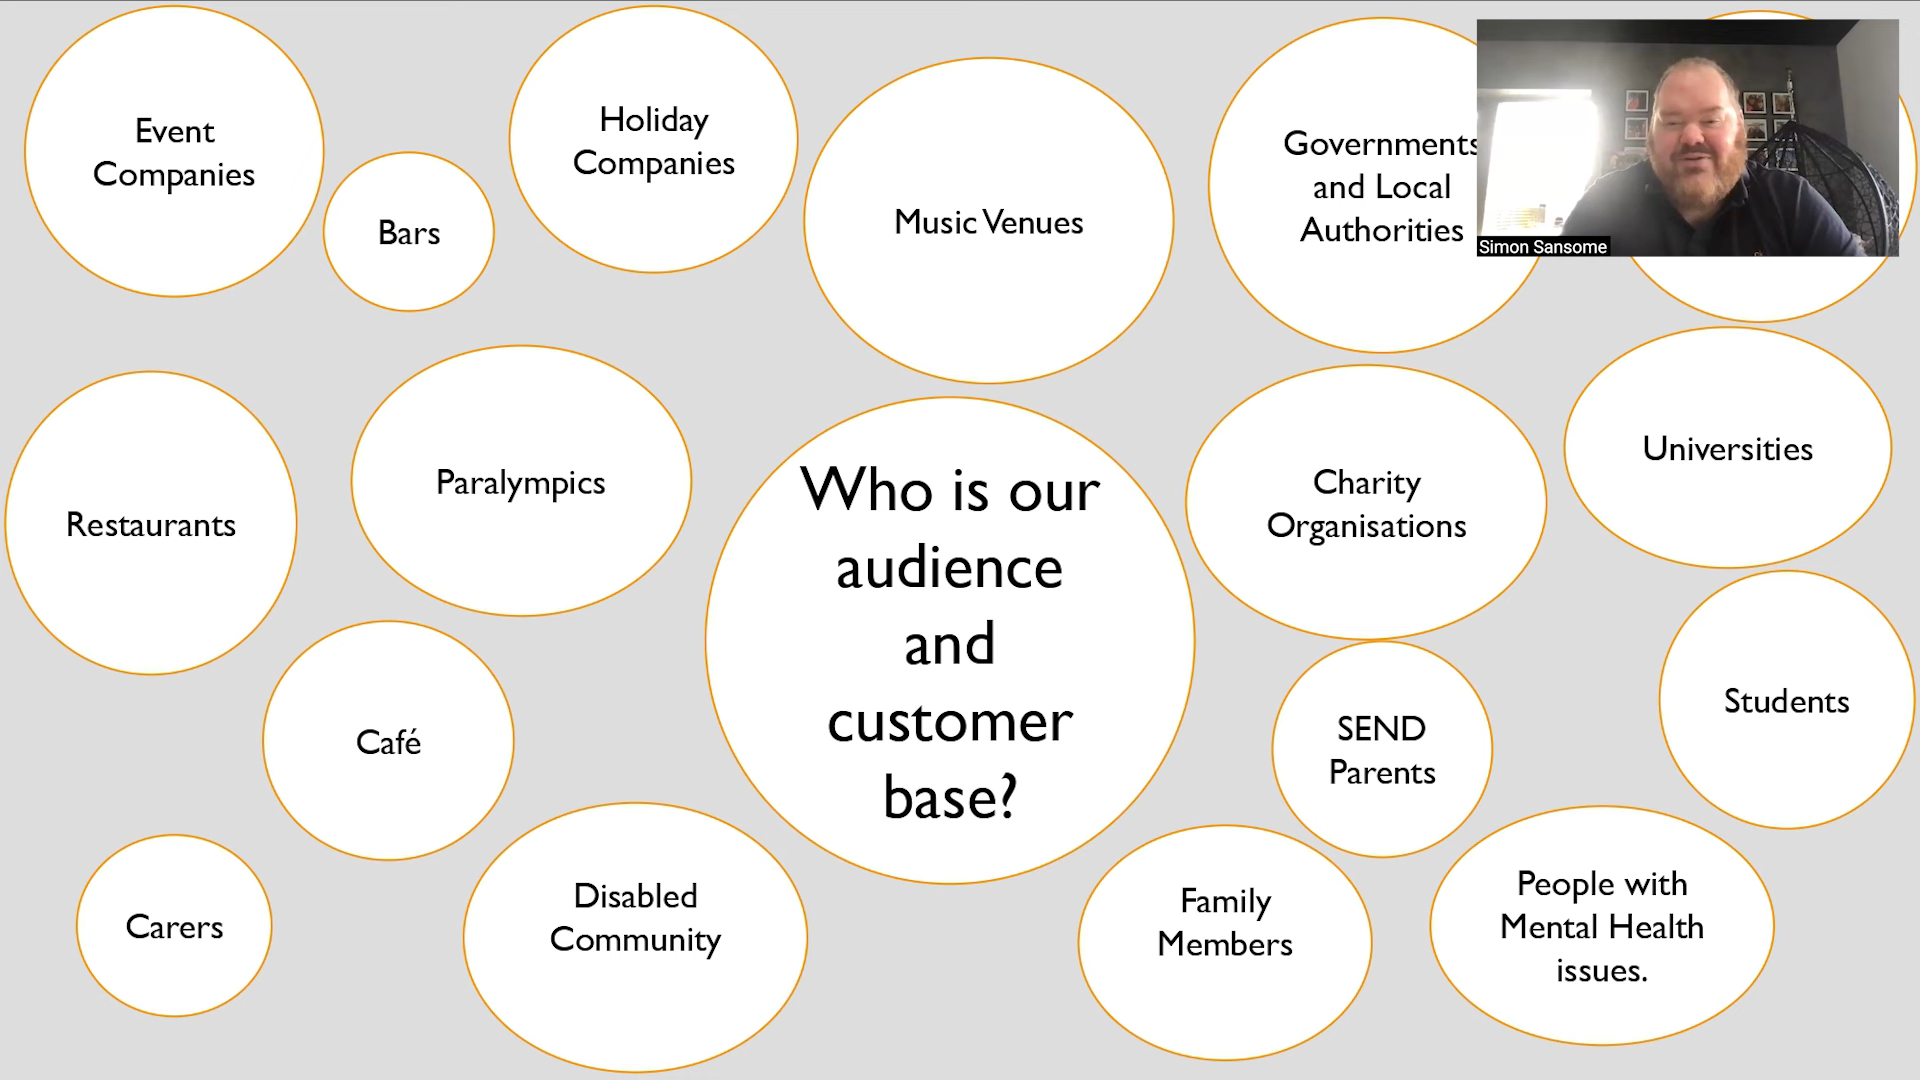 Event
Companies
Bars
Holiday
Companies
Music Venues
Governments
and Local
Authorities
Simon Sansome
Restaurants
Paralympics
Who is our
audience
and
customer
base?
Charity
Organisations
Universities
Café
SEND
Parents
Students
Carers
Disabled
Community
Family
Members
People with
Mental Health
issues.